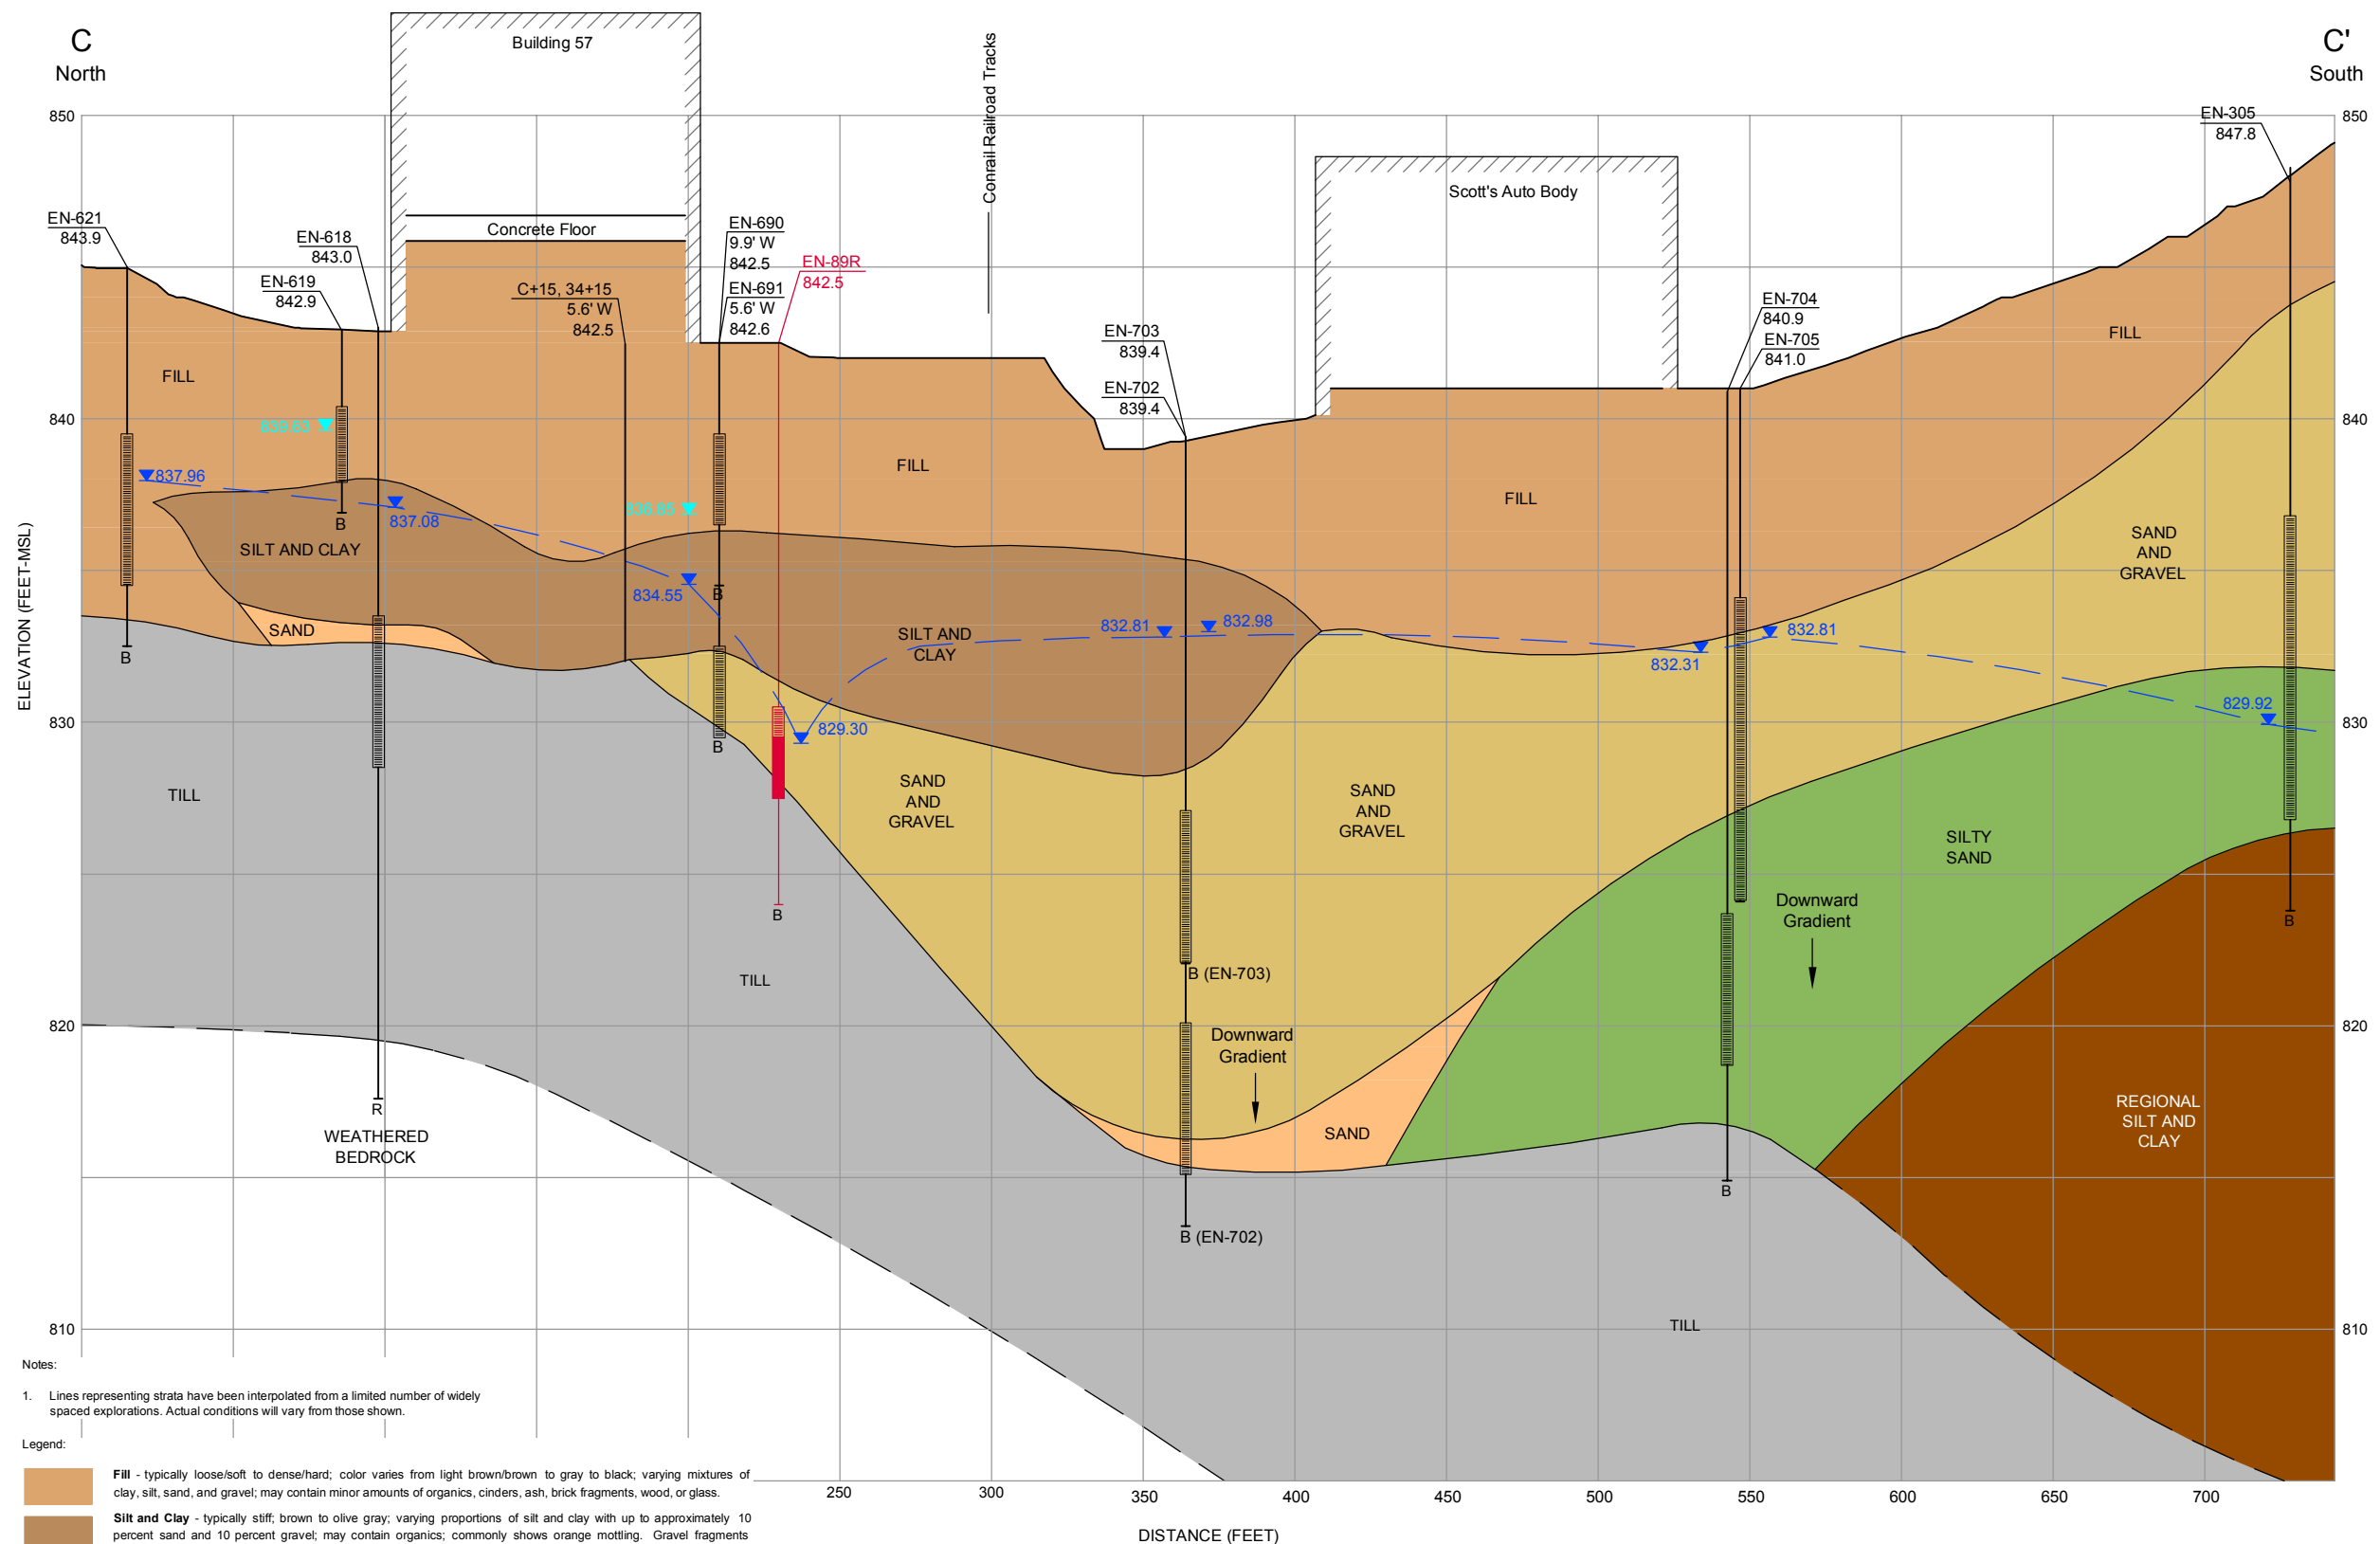 C
North
Building 57
Conrail Railroad Tracks
C'
South
850
850
EN-305
847.8
Scott's Auto Body
EN-621
843.9
EN-618
843.0
Concrete Floor
EN-690
9.9' W
842.5
EN-89R
842.5
EN-619
842.9
C+15, 34+15
5.6' W
842.5
EN-691
5.6' W
842.6
EN-704
840.9
EN-703
839.4
EN-705
841.0
FILL
EN-702
839.4
FILL
840
840
839.63
FILL
837.96
FILL
836.85
837.08
B
SILT AND CLAY
SAND
AND
GRAVEL
ELEVATION (FEET-MSL)
834.55
B
SAND
B
SILT AND
CLAY
832.81
832.98
832.81
832.31
829.92
830
829.30
830
B
TILL
SAND
AND
GRAVEL
SAND
AND
GRAVEL
SILTY
SAND
B
Downward
Gradient
B
TILL
B (EN-703)
820
820
Downward
Gradient
R
WEATHERED
BEDROCK
SAND
REGIONAL
SILT AND
CLAY
B
B (EN-702)
810
TILL
810
Notes:
1. Lines representing strata have been interpolated from a limited number of widely
spaced explorations. Actual conditions will vary from those shown.
Legend:
Fill - typically loose/soft to dense/hard; color varies from light brown/brown to gray to black; varying mixtures of
clay, silt, sand, and gravel; may contain minor amounts of organics, cinders, ash, brick fragments, wood, or glass.
250 300 350 400 450 500 550 600 650 700
Silt and Clay - typically stiff; brown to olive gray; varying proportions of silt and clay with up to approximately 10
percent sand and 10 percent gravel; may contain organics; commonly shows orange mottling. Gravel fragments
DISTANCE (FEET)